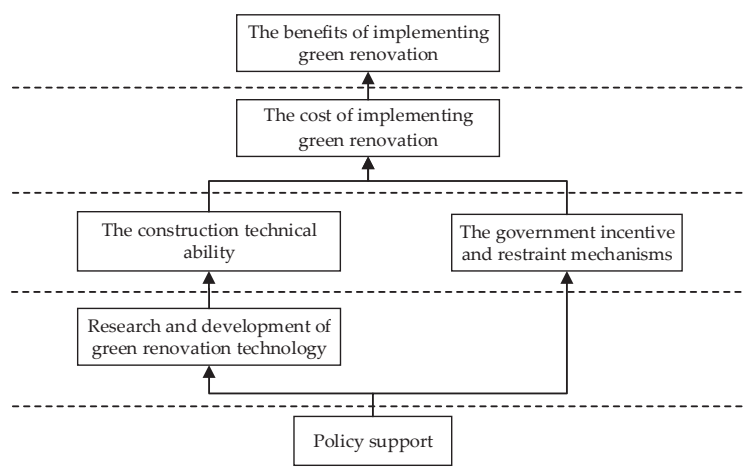 The benefits of implementing
green renovation
The cost of implementing
green renovation
The construction technical
ability
The government incentive
and restraint mechanisms
Research and development of
green renovation technology
Policy support